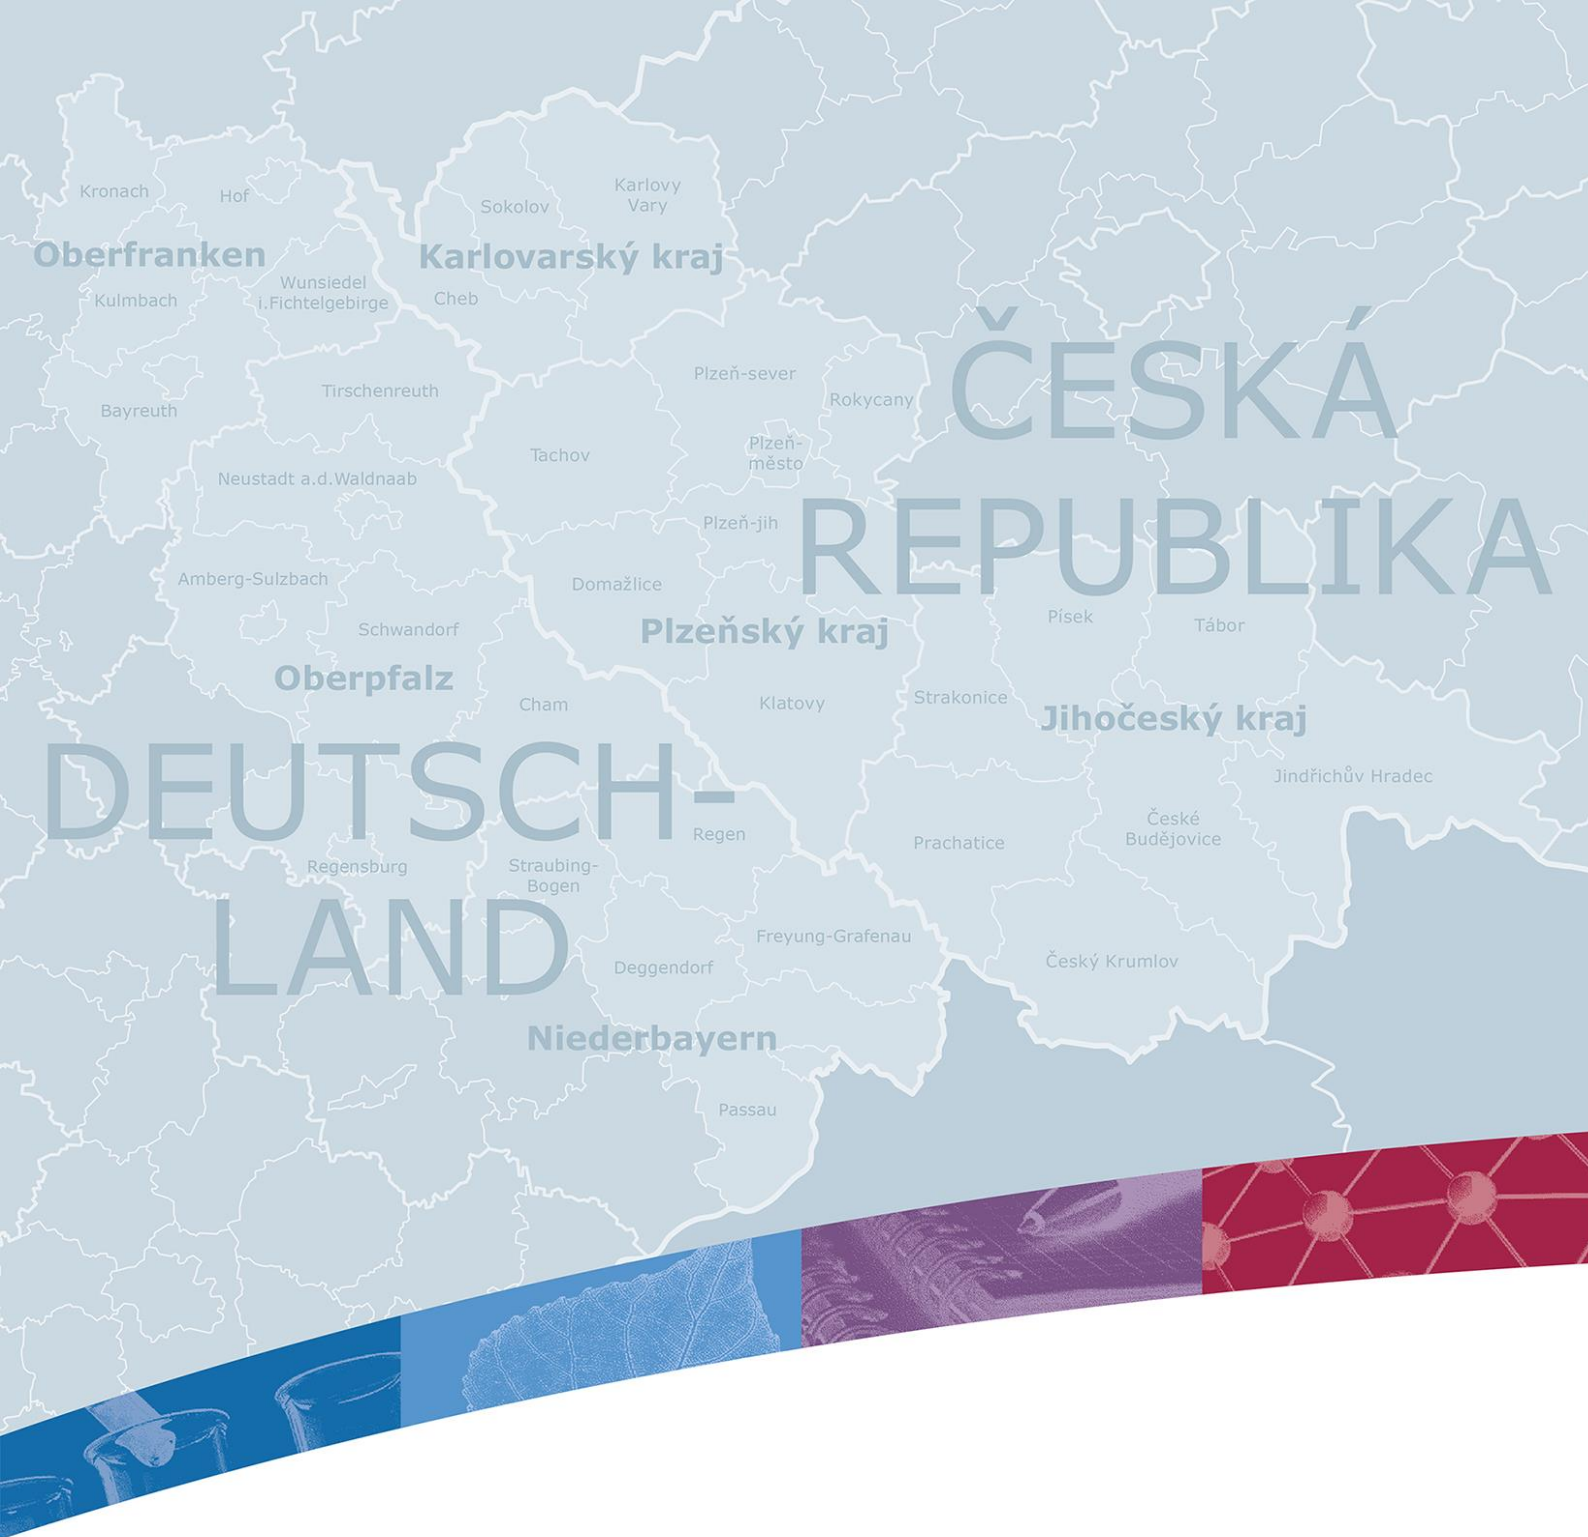 Kronach
Hof
Karlovy
Vary
Sokolov
Oberfranken
Karlovarský kraj
Wunsiedel
i.Fichtelgebirge
Kulmbach
Cheb
ČESKÁ
Plzeň-sever
Tirschenreuth
Rokycany
Bayreuth
Plzeň-
město
Tachov
Neustadt a.d.Waldnaab
REPUBLIKA
Plzeň-jih
Amberg-Sulzbach
Domažlice
Písek
Tábor
Schwandorf
Plzeňský kraj
Oberpfalz
Cham
Klatovy
Strakonice
Jihočeský kraj
Jindřichův Hradec
DEUTSCH-
LAND
Regen
České
Budějovice
Prachatice
Regensburg
Straubing-
Bogen
Freyung-Grafenau
Deggendorf
Český Krumlov
Niederbayern
Passau